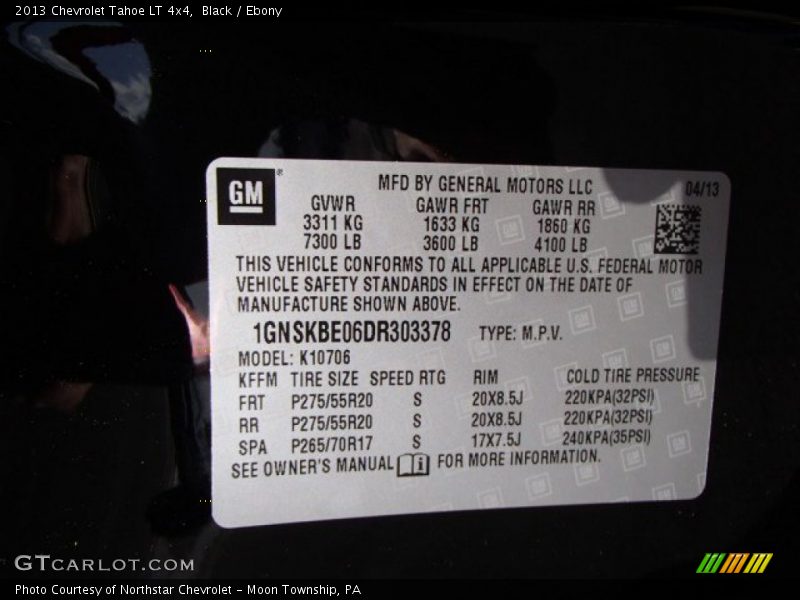 2013 Chevrolet Tahoe LT 4x4, Black / Ebony
GM ®
MFD BY GENERAL MOTORS LLC 04/13
GVWR GAWR FRT GAWR RR
3311 KG 1633 KG 1860 KG
7300 LB 3600 LB 4100 LB
THIS VEHICLE CONFORMS TO ALL APPLICABLE U.S. FEDERAL MOTOR
VEHICLE SAFETY STANDARDS IN EFFECT ON THE DATE OF
MANUFACTURE SHOWN ABOVE.
1GNSKBE06DR303378 TYPE: M.P.V.
MODEL: K10706
KFFM TIRE SIZE SPEED RTG RIM COLD TIRE PRESSURE
FRT P275/55R20 S 20X8.5J 220KPA(32PSI)
RR P275/55R20 S 20X8.5J 220KPA(32PSI)
SPA P265/70R17 S 17X7.5J 240KPA(35PSI)
SEE OWNER'S MANUAL i FOR MORE INFORMATION.
GTCARLOT.COM
Photo Courtesy of Northstar Chevrolet - Moon Township, PA